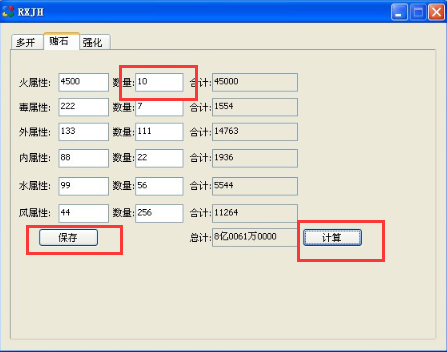 RXJH
多开 赌石 强化
火属性: 4500 数量: 10 合计: 45000
毒属性: 222 数量: 7 合计: 1554
外属性: 133 数量: 111 合计: 14763
内属性: 88 数量: 22 合计: 1936
水属性: 99 数量: 56 合计: 5544
风属性: 44 数量: 256 合计: 11264
保存 总计: 8亿0061万0000 计算